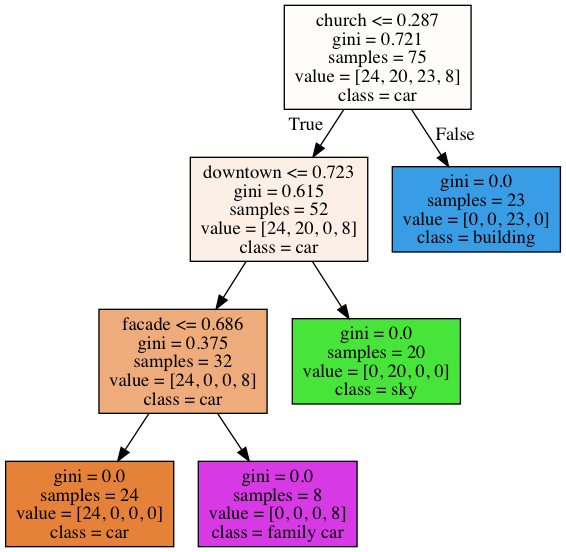 church <= 0.287
gini = 0.721
samples = 75
value = [24, 20, 23, 8]
class = car
True
False
downtown <= 0.723
gini = 0.615
samples = 52
value = [24, 20, 0, 8]
class = car
gini = 0.0
samples = 23
value = [0, 0, 23, 0]
class = building
facade <= 0.686
gini = 0.375
samples = 32
value = [24, 0, 0, 8]
class = car
gini = 0.0
samples = 20
value = [0, 20, 0, 0]
class = sky
gini = 0.0
samples = 24
value = [24, 0, 0, 0]
class = car
gini = 0.0
samples = 8
value = [0, 0, 0, 8]
class = family car